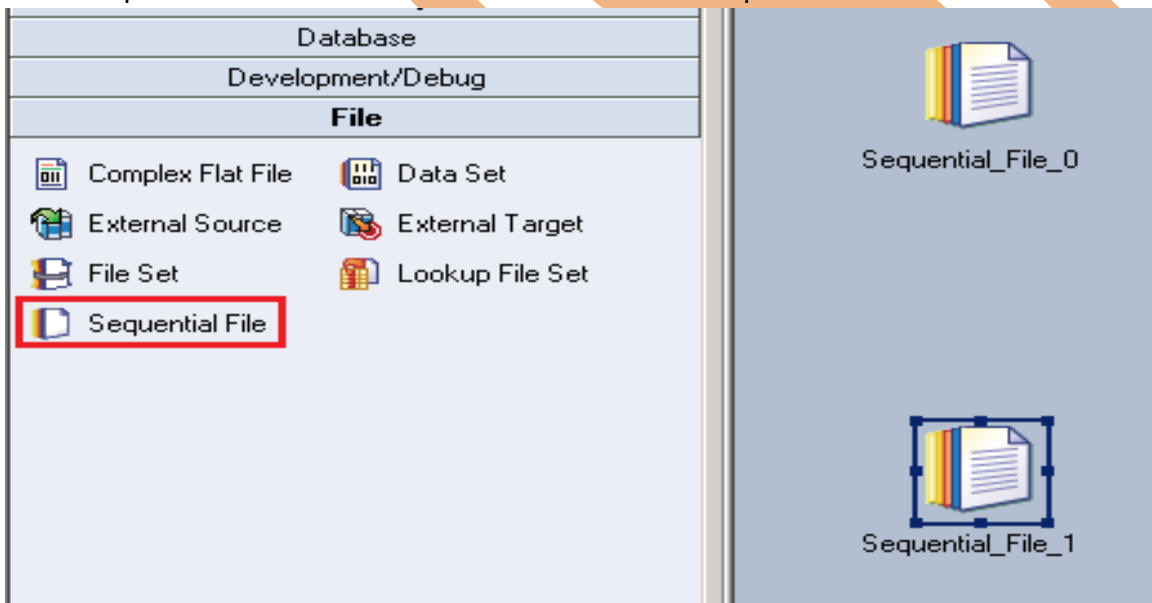 Database
Development/Debug
File
Complex Flat File
Data Set
External Source
External Target
File Set
Lookup File Set
Sequential File
Sequential_File_0
Sequential_File_1